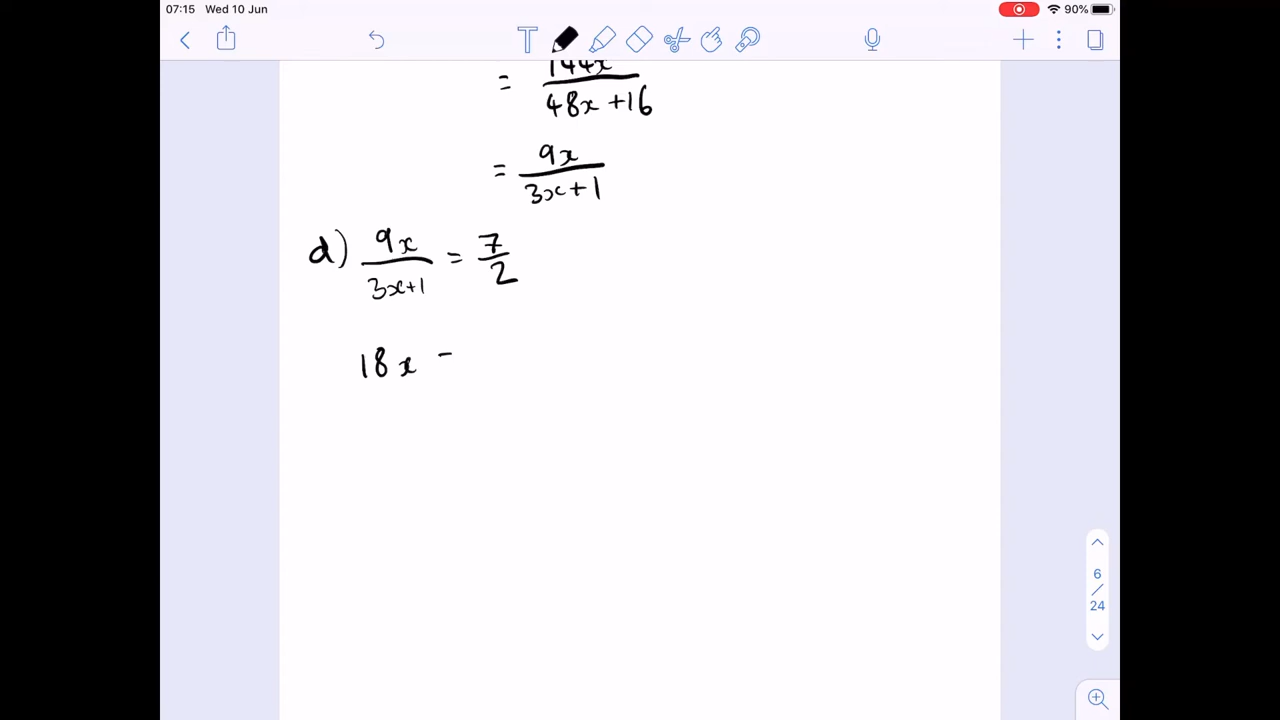 07:15 Wed 10 Jun 90%
T
= 144x / 48x + 16
= 9x / 3x + 1
d) 9x / 3x+1 = 7 / 2
18x -
6 / 24